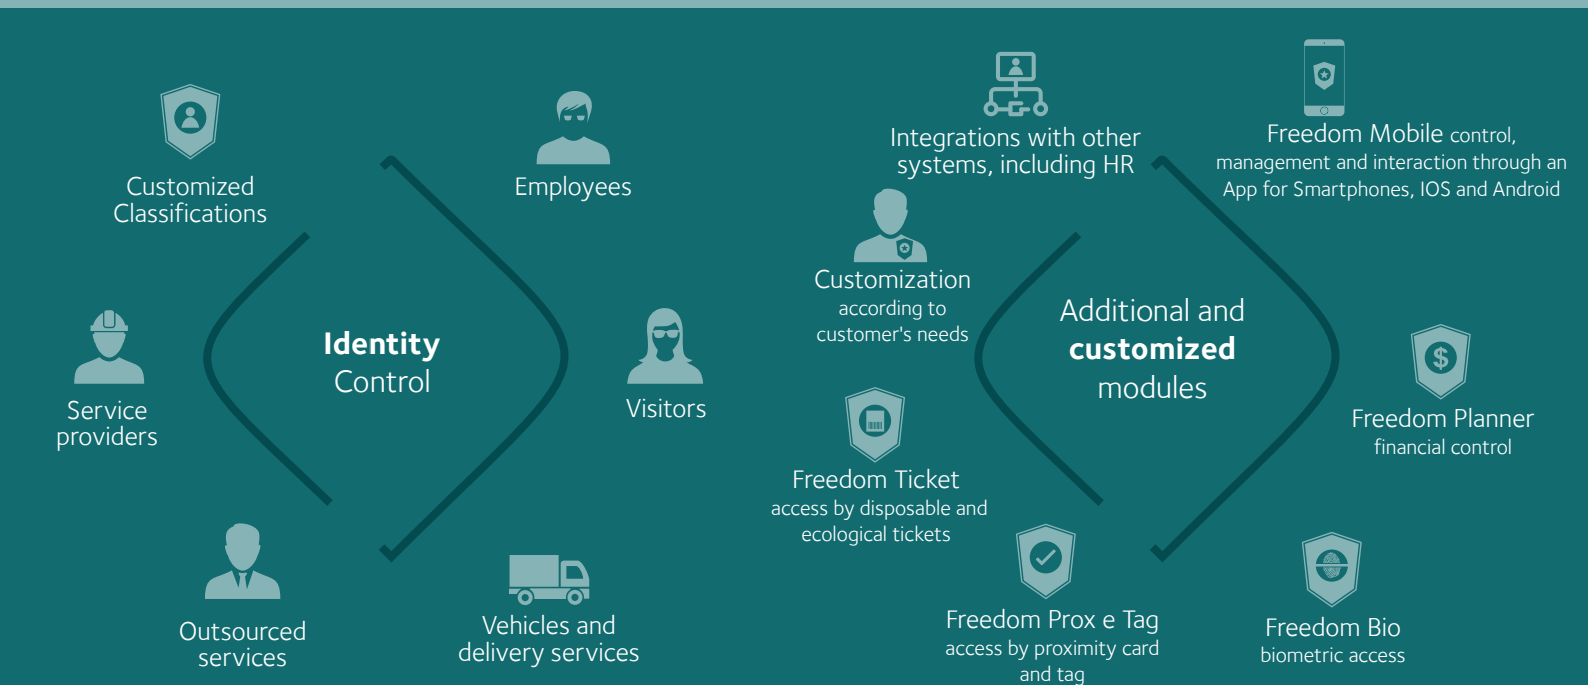 Customized
Classifications
Employees
Service
providers
Identity
Control
Visitors
Outsourced
services
Vehicles and
delivery services
Integrations with other
systems, including HR
Freedom Mobile control,
management and interaction through an
App for Smartphones, IOS and Android
Customization
according to
customer's needs
Additional and
customized
modules
Freedom Planner
financial control
Freedom Ticket
access by disposable and
ecological tickets
Freedom Prox e Tag
access by proximity card
and tag
Freedom Bio
biometric access